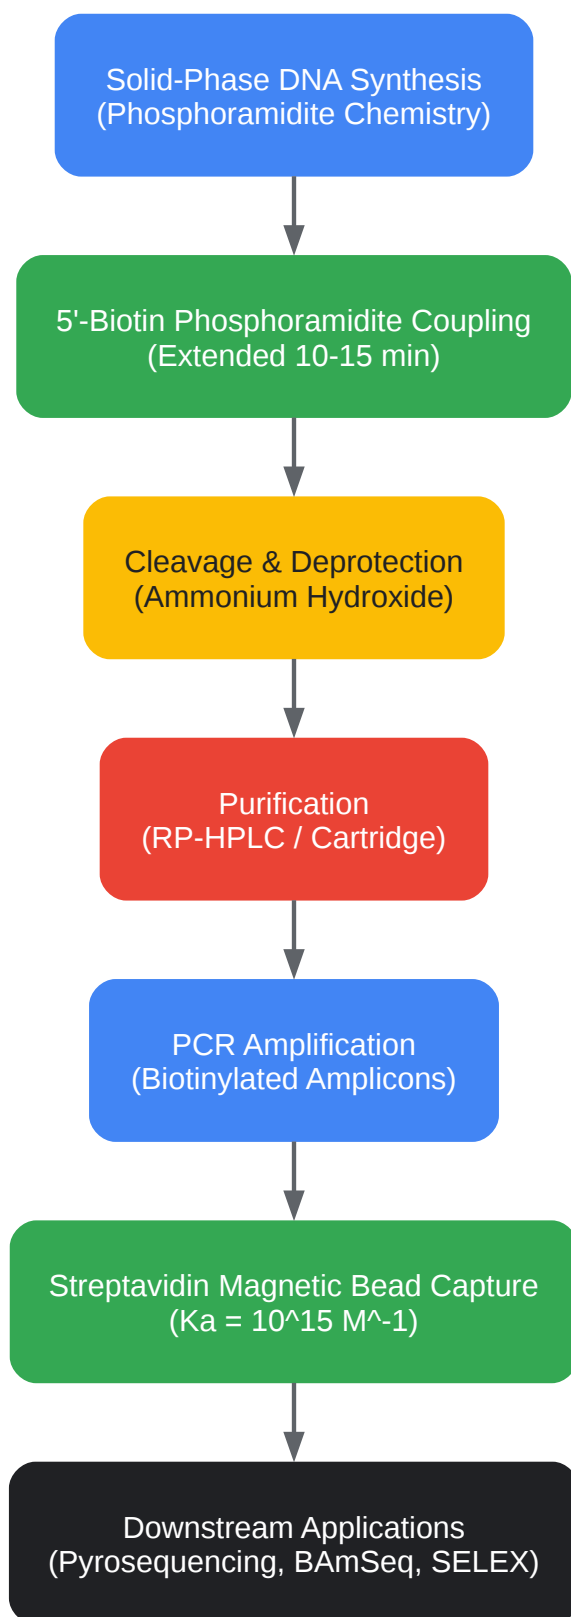 Solid-Phase DNA Synthesis
(Phosphoramidite Chemistry)
5'-Biotin Phosphoramidite Coupling
(Extended 10-15 min)
Cleavage & Deprotection
(Ammonium Hydroxide)
Purification
(RP-HPLC / Cartridge)
PCR Amplification
(Biotinylated Amplicons)
Streptavidin Magnetic Bead Capture
(Ka = 10^15 M^-1)
Downstream Applications
(Pyrosequencing, BAmSeq, SELEX)